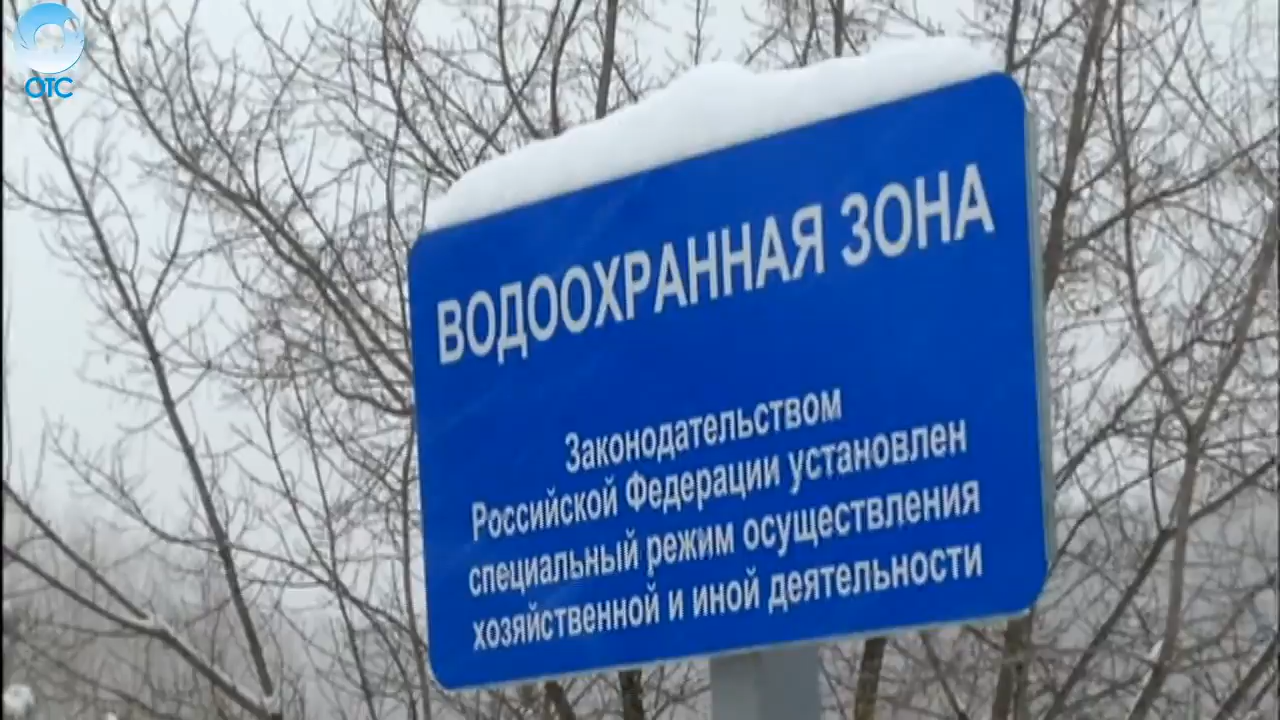 ОТС
ВОДООХРАННАЯ ЗОНА
Законодательством
Российской Федерации установлен
специальный режим осуществления
хозяйственной и иной деятельности